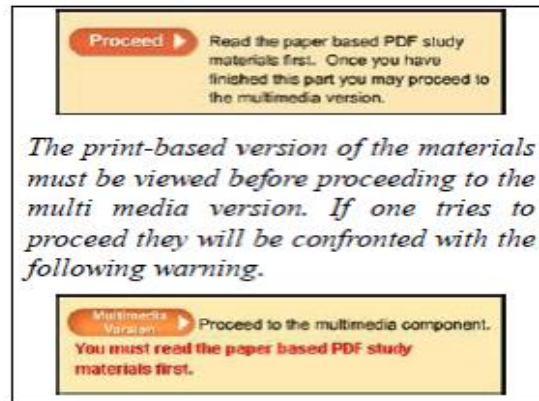 Proceed
Read the paper based PDF study
materials first. Once you have
finished this part you may proceed to
the multimedia version.
The print-based version of the materials
must be viewed before proceeding to the
multi media version. If one tries to
proceed they will be confronted with the
following warning.
Multimedia
Version
Proceed to the multimedia component.
You must read the paper based PDF study
materials first.